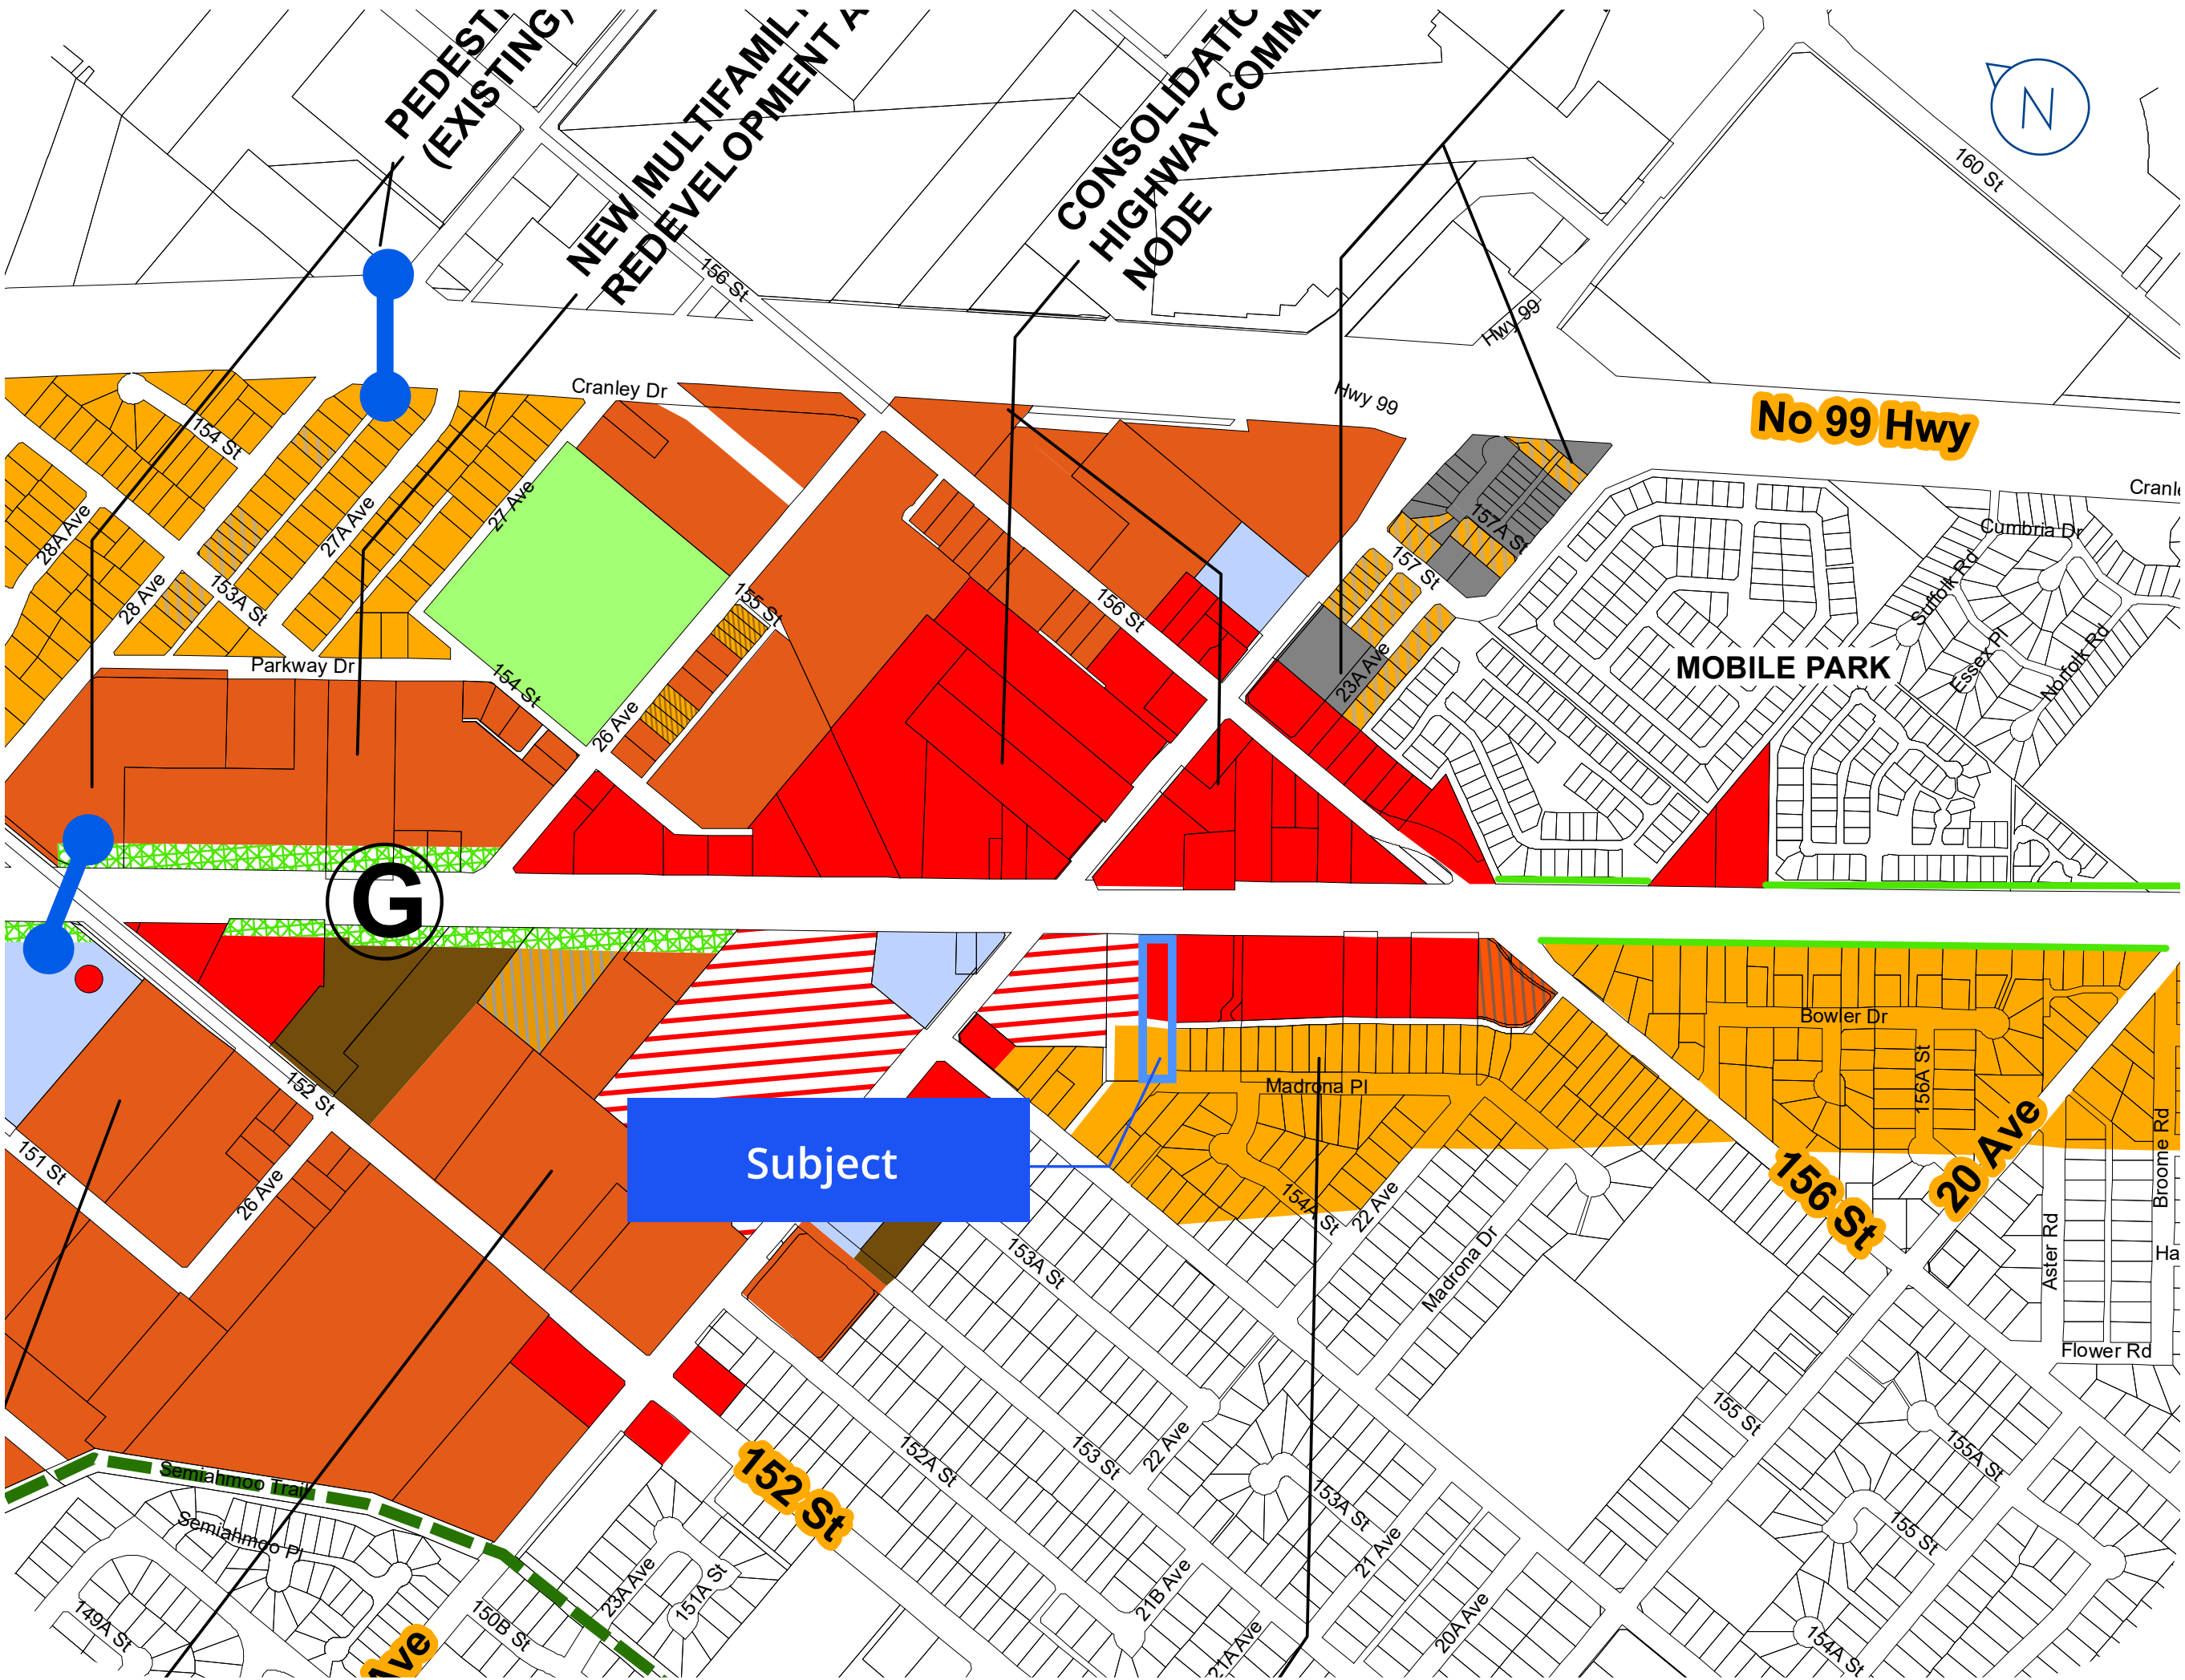 PEDESTR
(EXISTING)
NEW MULTIFAMIL
REDEVELOPMENT A
CONSOLIDATIO
HIGHWAY COMME
NODE
N
160 St
156 St
Hwy 99
Cranley Dr
Hwy 99
No 99 Hwy
154 St
27 Ave
Cranl
28A Ave
27A Ave
157A St
Cumbria Dr
28 Ave
153A St
155 St
156 St
157 St
Suffolk Rd
Parkway Dr
154 St
26 Ave
23A Ave
MOBILE PARK
Essex Pl
Norfolk Rd
G
Bowler Dr
152 St
Madrona Pl
156A St
20 Ave
Subject
151 St
26 Ave
154A St
22 Ave
156 St
Broome Rd
153A St
Madrona Dr
Aster Rd
Ha
Flower Rd
152 St
152A St
153 St
22 Ave
155 St
155A St
Semiahmoo Trail
Semiahmoo Pl
153A St
155 St
149A St
Ave
150B St
23A Ave
151A St
21B Ave
21 Ave
21A Ave
20A Ave
154A St